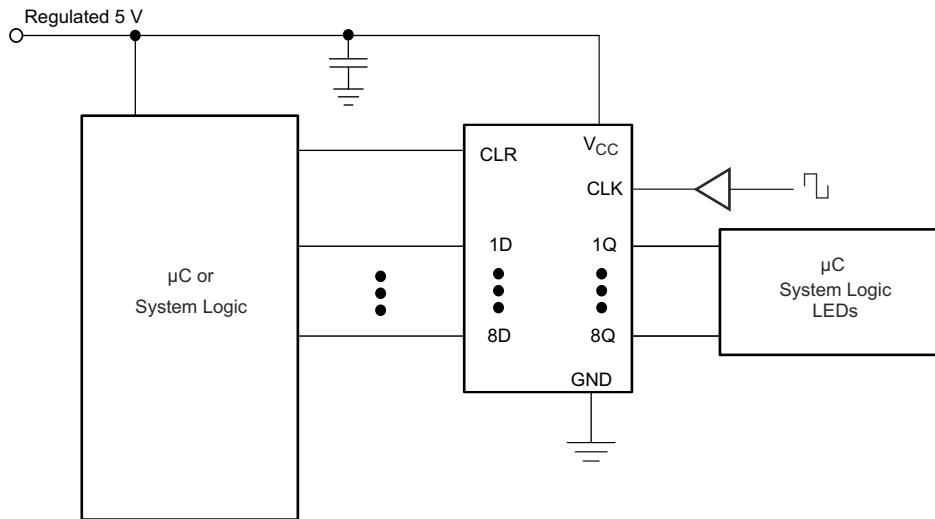 Regulated 5 V
CLR
VCC
CLK
1D
1Q
8D
8Q
GND
µC or
System Logic
µC
System Logic
LEDs